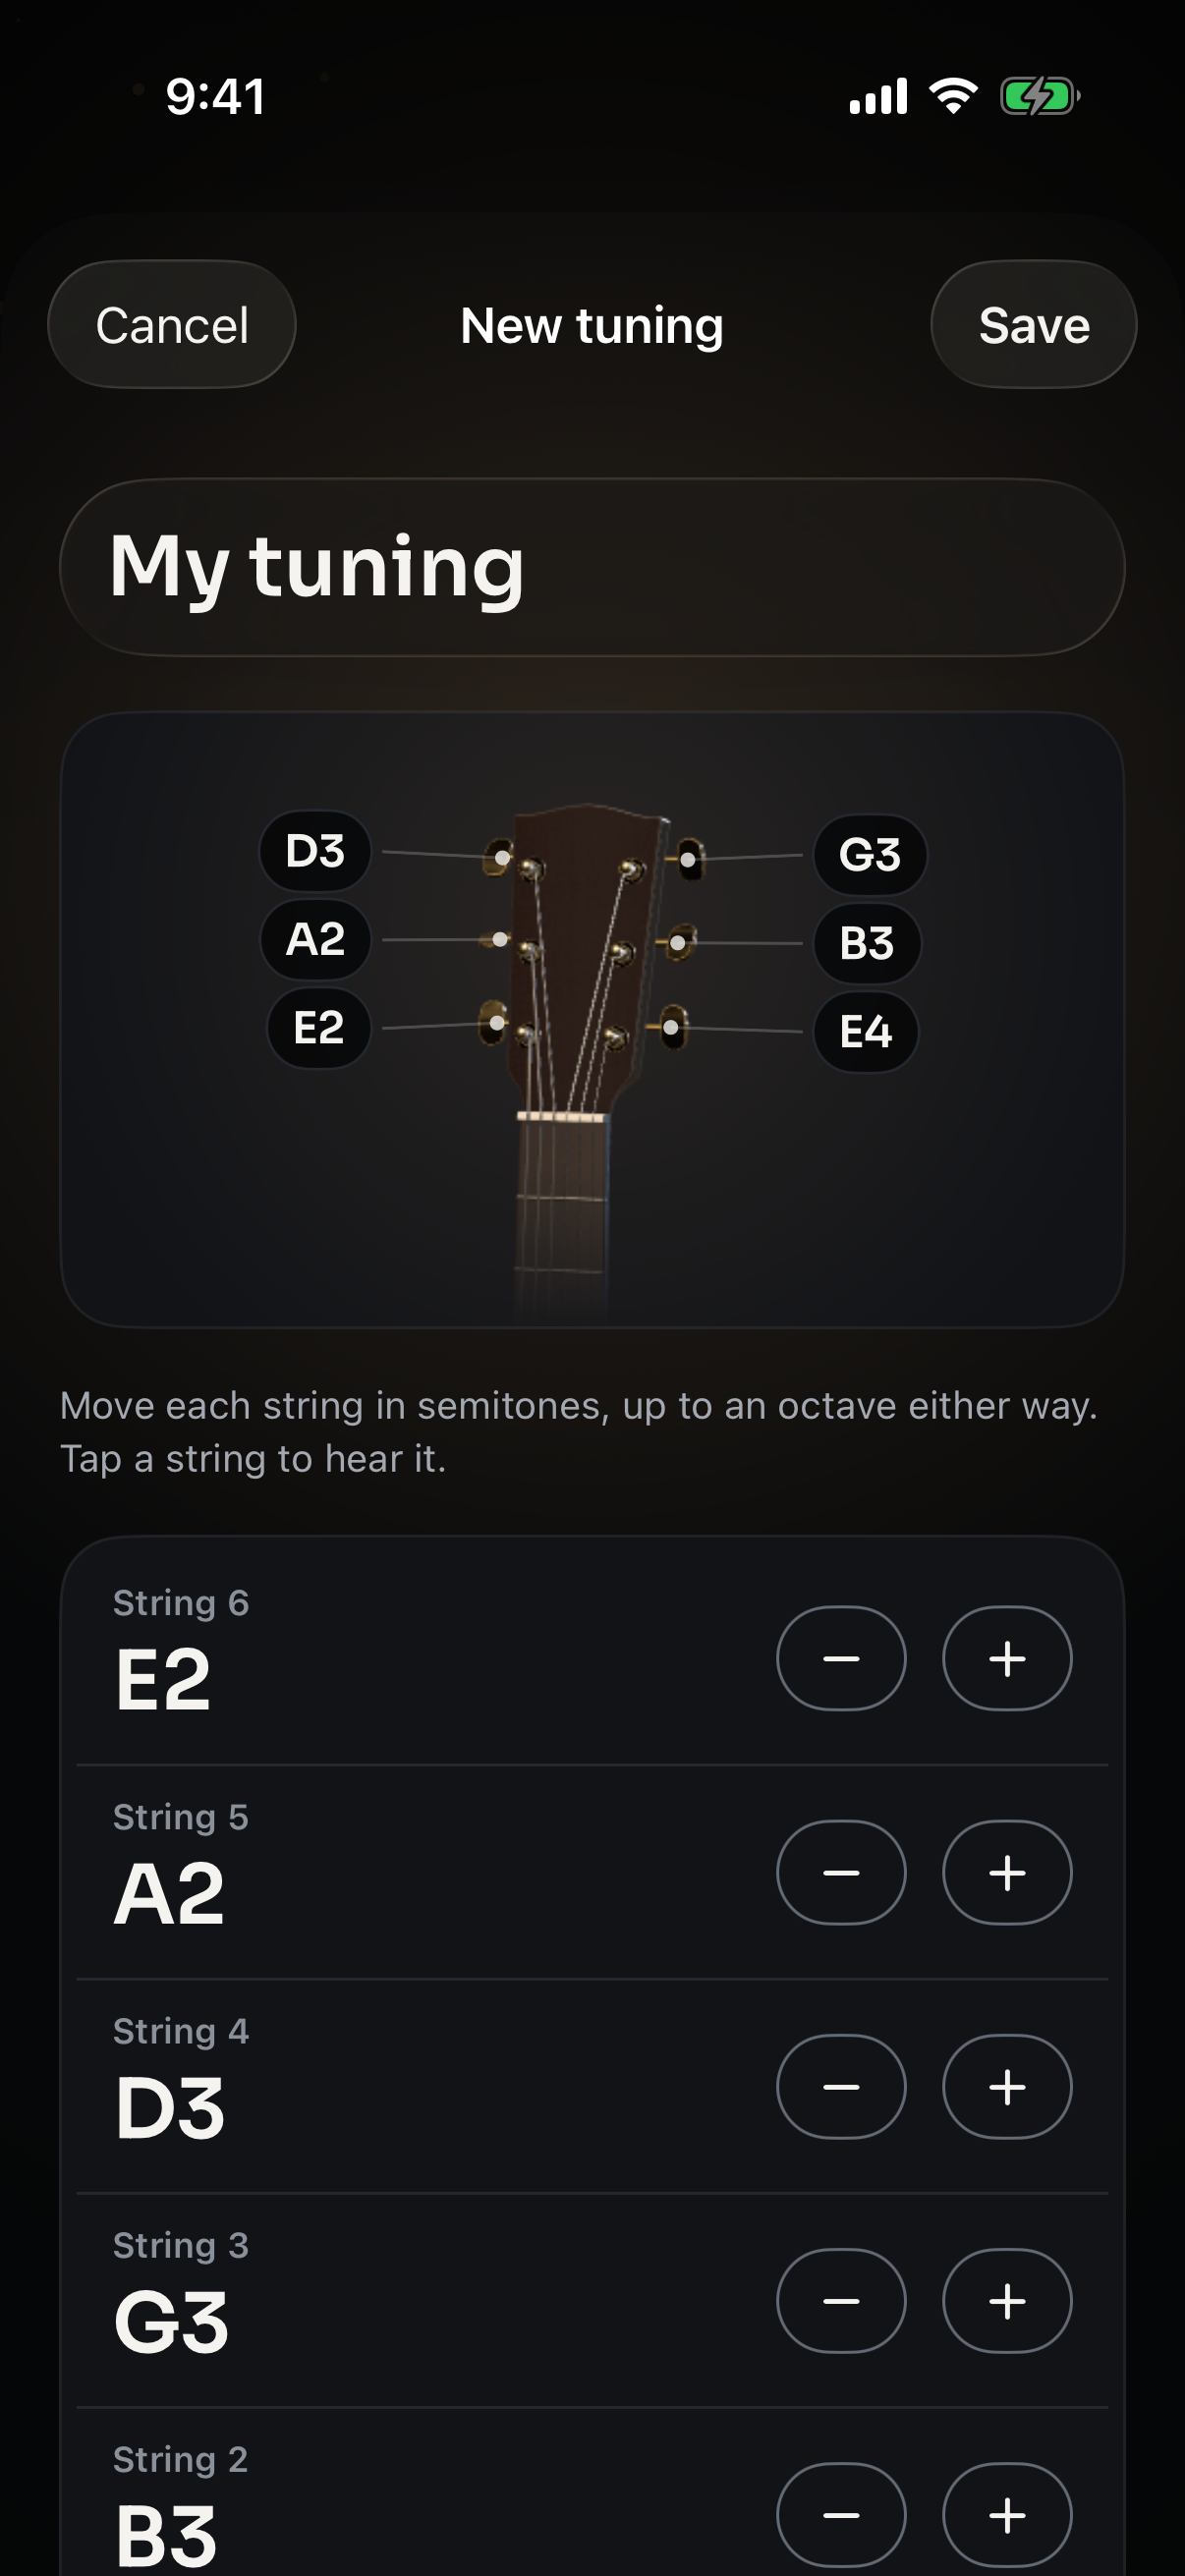 9:41
Cancel
New tuning
Save
My tuning
D3
G3
A2
B3
E2
E4
Move each string in semitones, up to an octave either way.
Tap a string to hear it.
String 6
E2
String 5
A2
String 4
D3
String 3
G3
String 2
B3